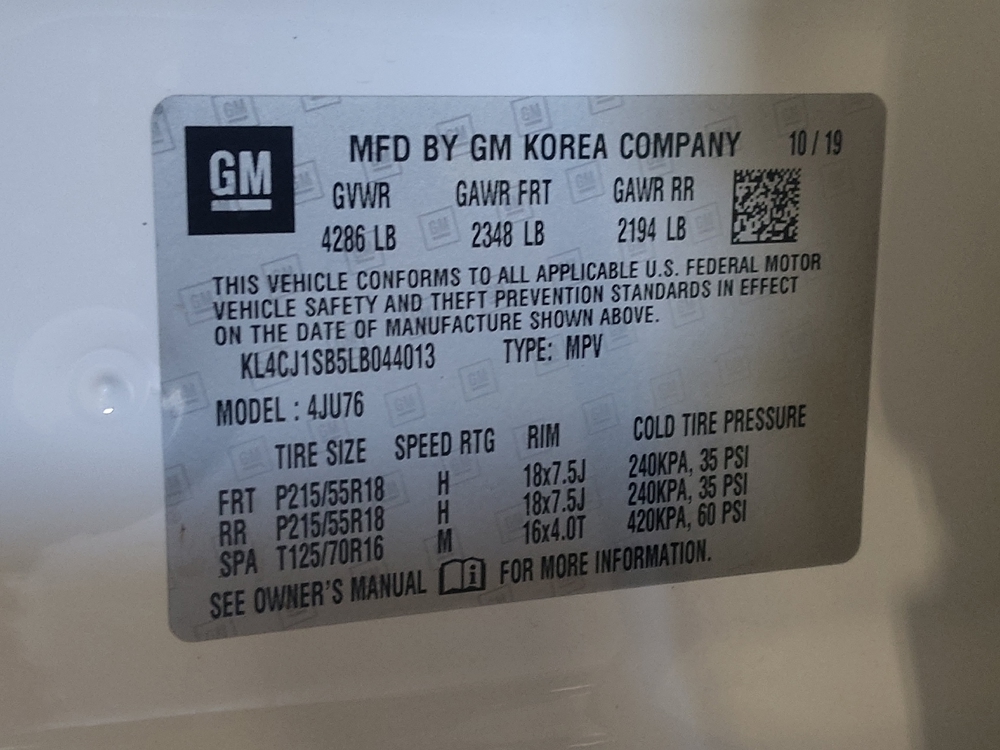 GM
MFD BY GM KOREA COMPANY 10 / 19
GVWR GAWR FRT GAWR RR
4286 LB 2348 LB 2194 LB
THIS VEHICLE CONFORMS TO ALL APPLICABLE U.S. FEDERAL MOTOR
VEHICLE SAFETY AND THEFT PREVENTION STANDARDS IN EFFECT
ON THE DATE OF MANUFACTURE SHOWN ABOVE.
KL4CJ1SB5LB044013 TYPE: MPV
MODEL : 4JU76
TIRE SIZE SPEED RTG RIM COLD TIRE PRESSURE
FRT P215/55R18 H 18x7.5J 240KPA, 35 PSI
RR P215/55R18 H 18x7.5J 240KPA, 35 PSI
SPA T125/70R16 M 16x4.0T 420KPA, 60 PSI
SEE OWNER'S MANUAL i FOR MORE INFORMATION.